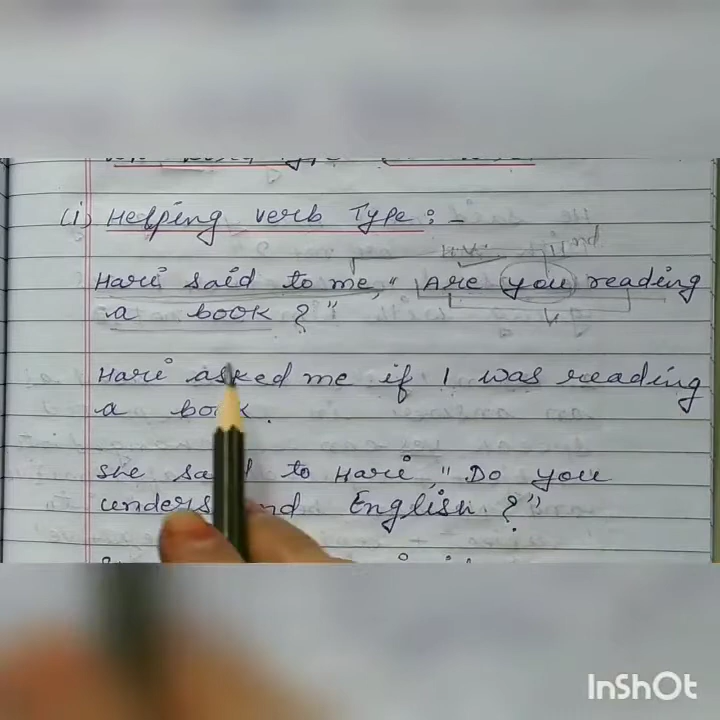 (i) Helping verb Type : -
Hari said to me, "Are you reading
a book ?"
Hari asked me if I was reading
a book.
She said to Hari, "Do you
understand English ?"
InShOt